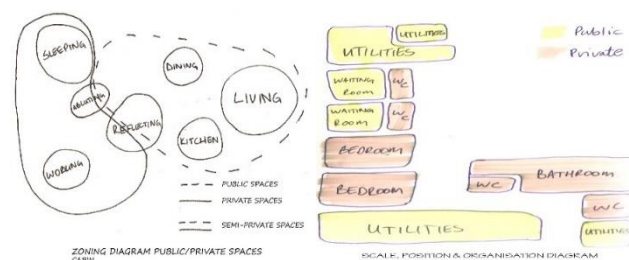 SLEEPING
ABLUTING
REFLECTING
WORKING
DINING
KITCHEN
LIVING
PUBLIC SPACES
PRIVATE SPACES
SEMI-PRIVATE SPACES
ZONING DIAGRAM PUBLIC/PRIVATE SPACES
CABIN
UTILITIES
UTILITIES
WAITING
ROOM
WC
WAITING
ROOM
WC
BEDROOM
BEDROOM
UTILITIES
Public
Private
BATHROOM
WC
WC
UTILITIES
SCALE, POSITION & ORGANISATION DIAGRAM